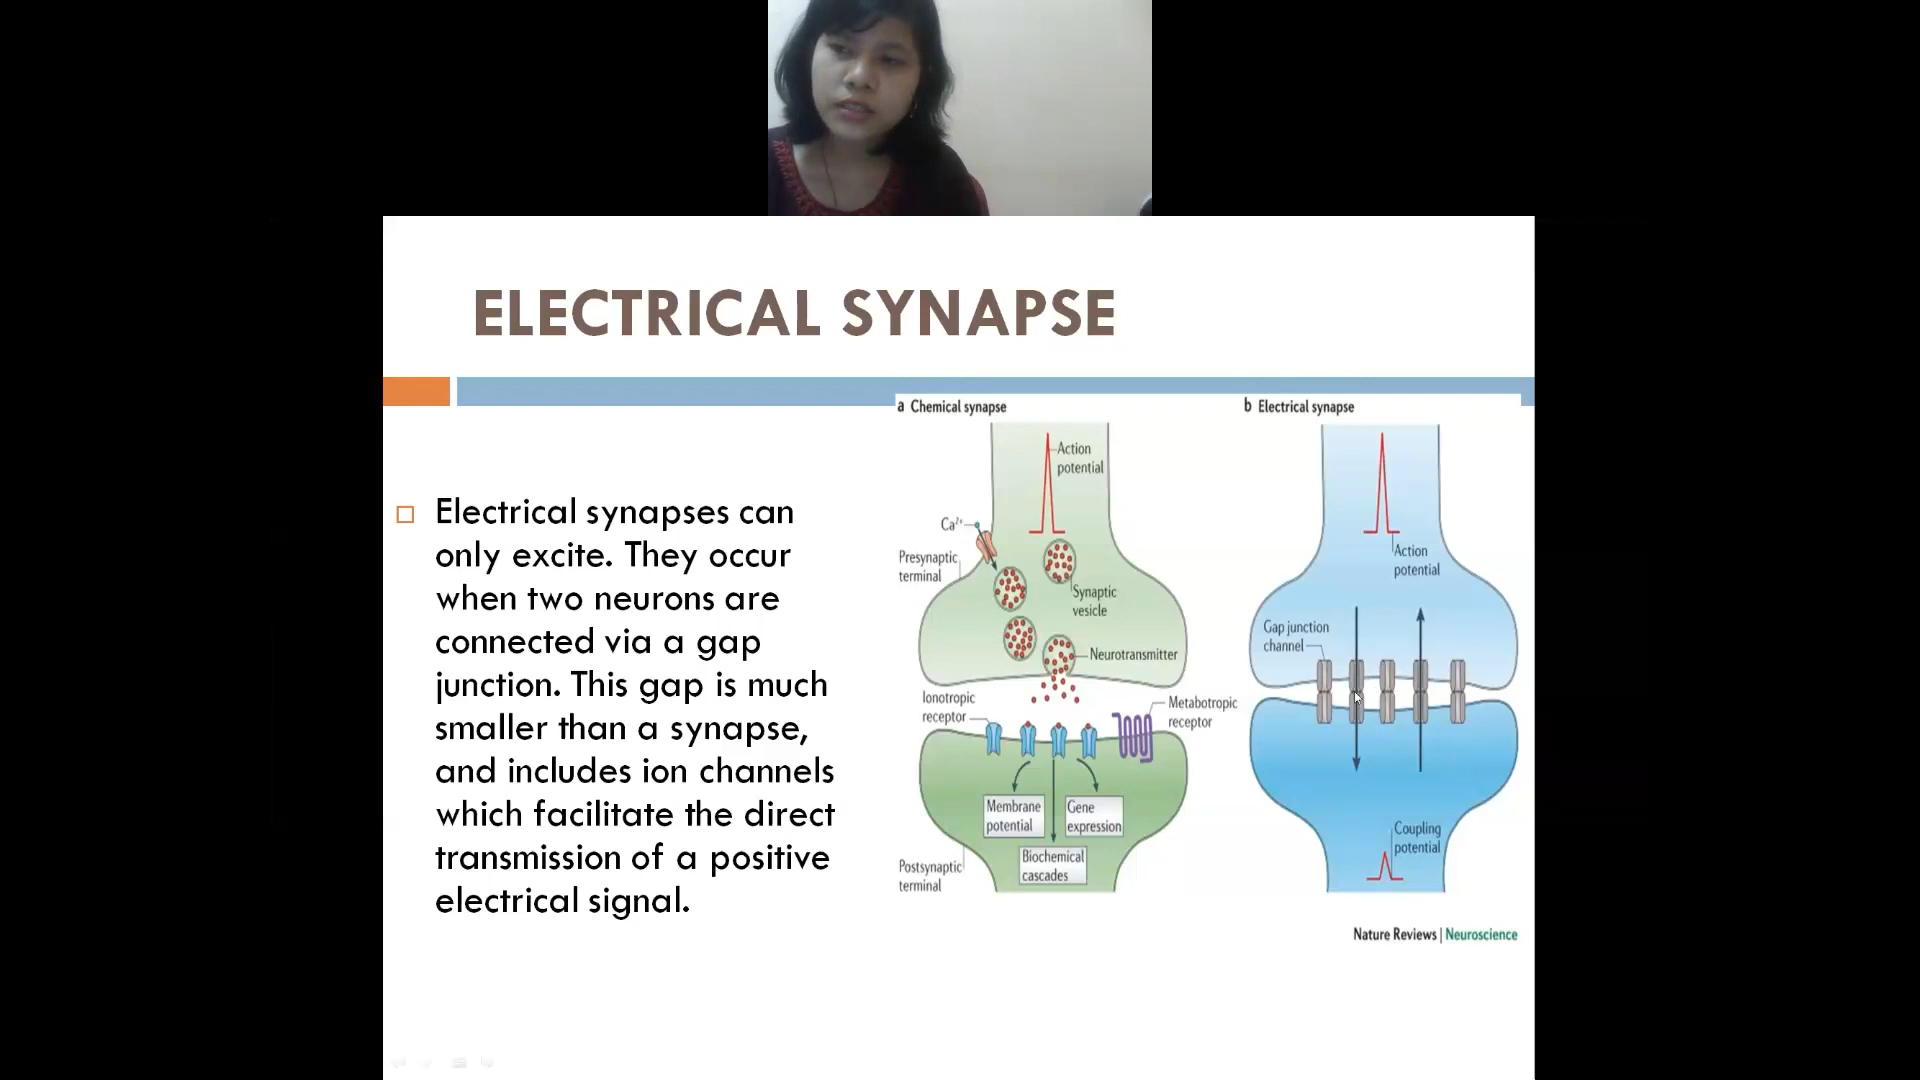 ELECTRICAL SYNAPSE
Electrical synapses can
only excite. They occur
when two neurons are
connected via a gap
junction. This gap is much
smaller than a synapse,
and includes ion channels
which facilitate the direct
transmission of a positive
electrical signal.
a Chemical synapse
Action
potential
Ca²⁺
Presynaptic
terminal
Synaptic
vesicle
Neurotransmitter
Ionotropic
receptor
Metabotropic
receptor
Membrane
potential
Gene
expression
Biochemical
cascades
Postsynaptic
terminal
b Electrical synapse
Action
potential
Gap junction
channel
Coupling
potential
Nature Reviews | Neuroscience